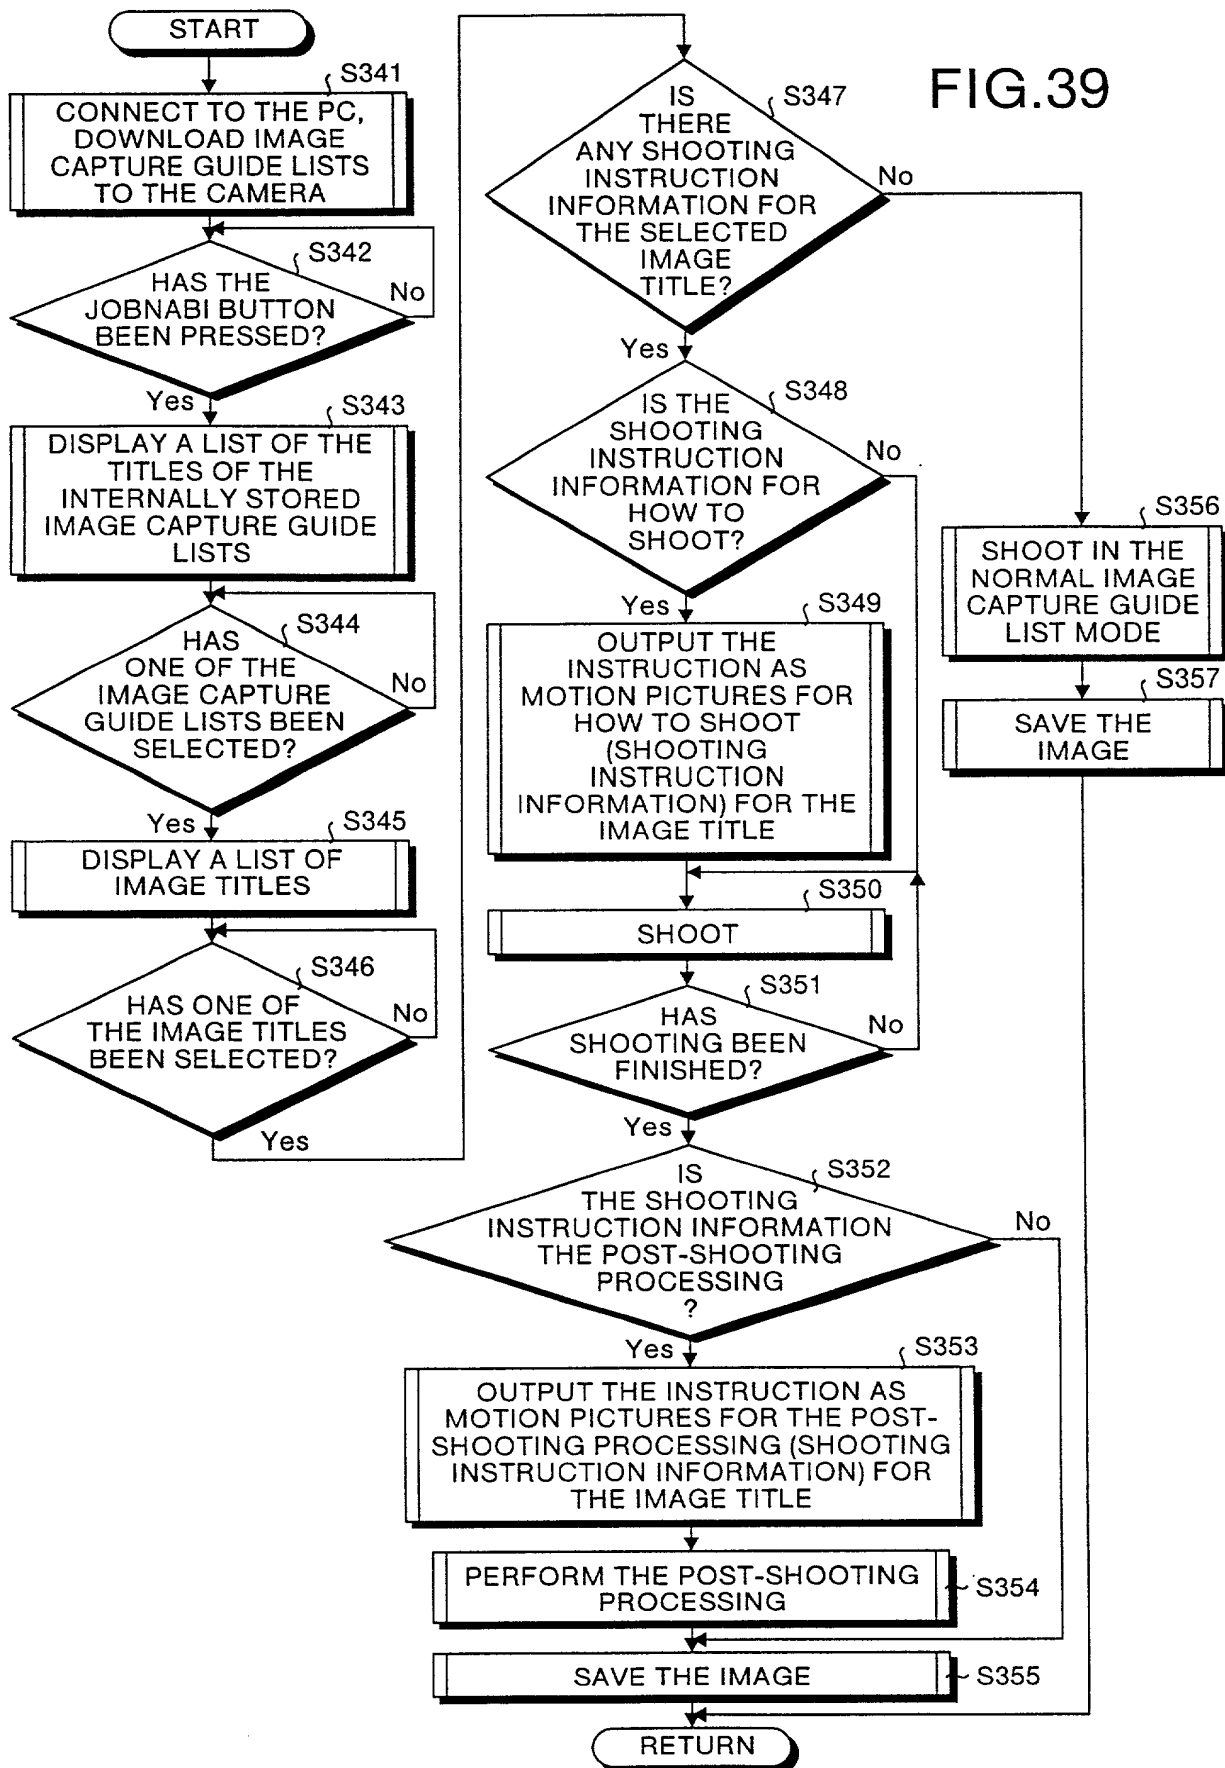 FIG.39
START
S341
CONNECT TO THE PC,
DOWNLOAD IMAGE
CAPTURE GUIDE LISTS
TO THE CAMERA
S342
HAS THE
JOBNABI BUTTON
BEEN PRESSED?
No
Yes
S343
DISPLAY A LIST OF THE
TITLES OF THE
INTERNALLY STORED
IMAGE CAPTURE GUIDE
LISTS
S344
HAS
ONE OF THE
IMAGE CAPTURE
GUIDE LISTS BEEN
SELECTED?
No
Yes
S345
DISPLAY A LIST OF
IMAGE TITLES
S346
HAS ONE OF
THE IMAGE TITLES
BEEN SELECTED?
No
Yes
S347
IS
THERE
ANY SHOOTING
INSTRUCTION
INFORMATION FOR
THE SELECTED
IMAGE
TITLE?
No
Yes
S348
IS THE
SHOOTING
INSTRUCTION
INFORMATION FOR
HOW TO
SHOOT?
No
Yes
S349
OUTPUT THE
INSTRUCTION AS
MOTION PICTURES FOR
HOW TO SHOOT
(SHOOTING
INSTRUCTION
INFORMATION) FOR THE
IMAGE TITLE
S350
SHOOT
S351
HAS
SHOOTING BEEN
FINISHED?
No
Yes
S352
IS
THE SHOOTING
INSTRUCTION INFORMATION
THE POST-SHOOTING
PROCESSING
?
No
Yes
S353
OUTPUT THE INSTRUCTION AS
MOTION PICTURES FOR THE POST-
SHOOTING PROCESSING (SHOOTING
INSTRUCTION INFORMATION) FOR
THE IMAGE TITLE
PERFORM THE POST-SHOOTING
PROCESSING
S354
SAVE THE IMAGE
S355
S356
SHOOT IN THE
NORMAL IMAGE
CAPTURE GUIDE
LIST MODE
S357
SAVE THE
IMAGE
RETURN